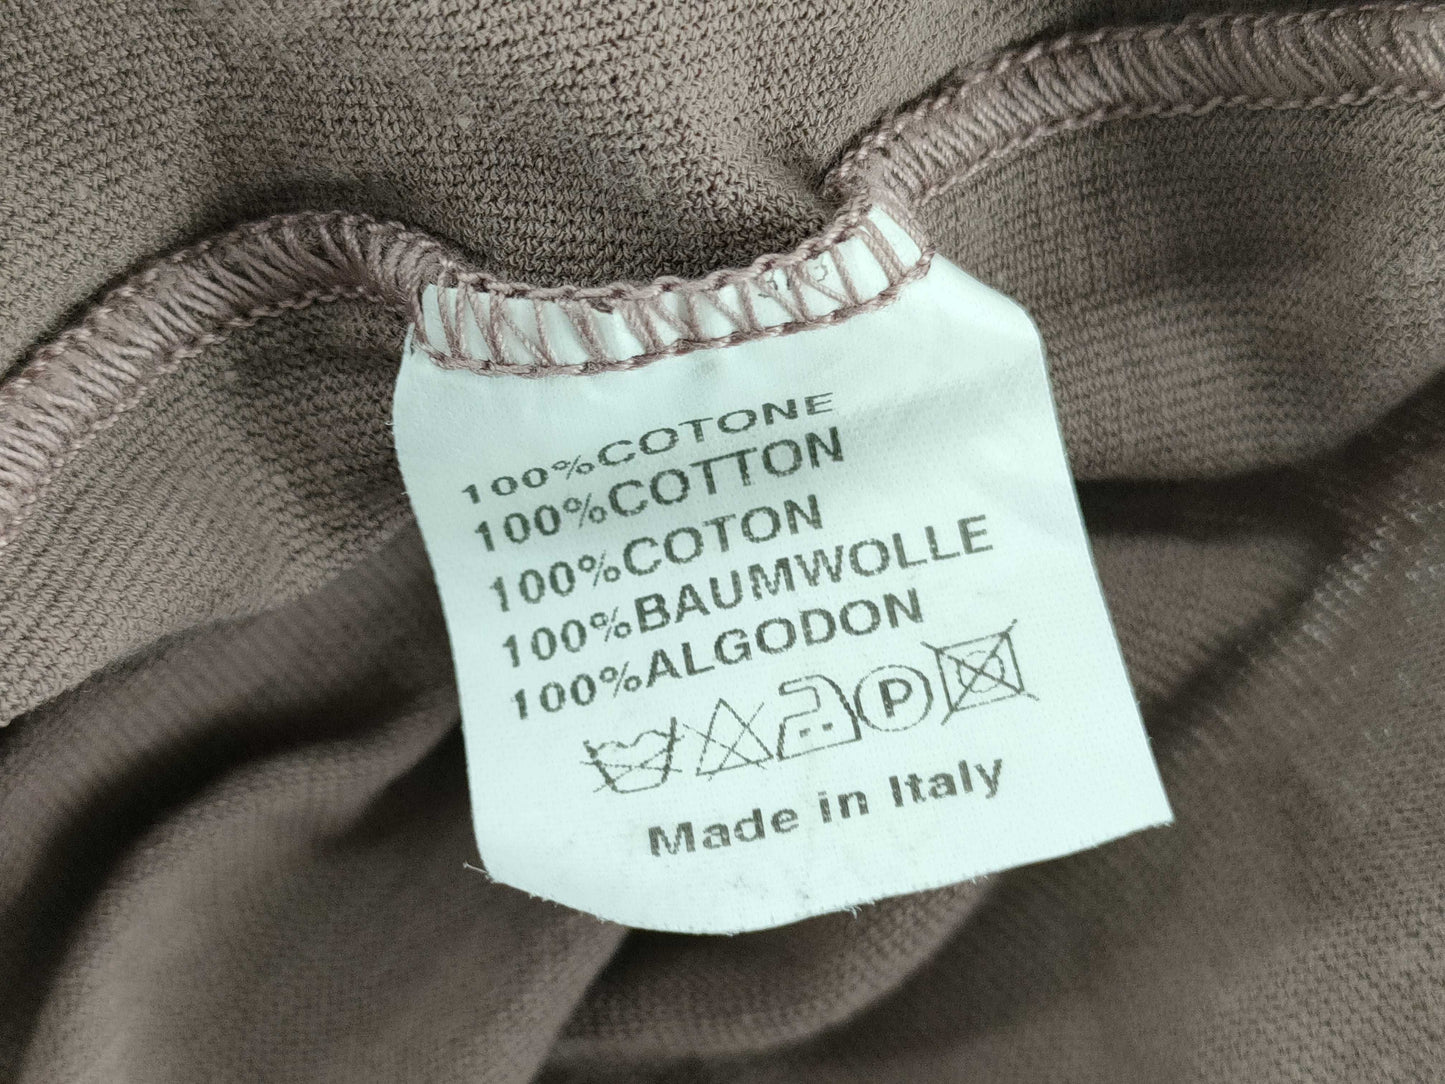 100%COTONE
100%COTTON
100%COTON
100%BAUMWOLLE
100%ALGODON
P
Made in Italy